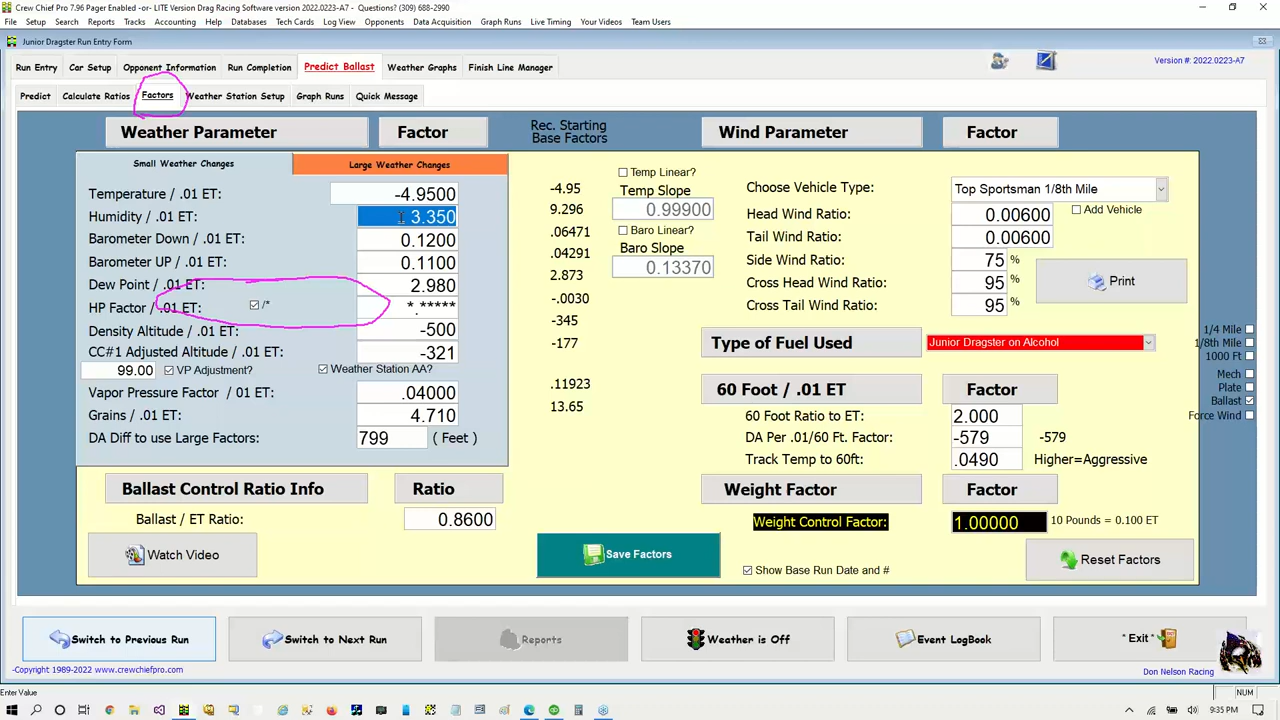 Crew Chief Pro 7.96 Pager Enabled -or- LITE Version Drag Racing Software version 2022.0223-A7 - Questions? (309) 688-2990
File Setup Search Reports Tracks Accounting Help Databases Tech Cards Log View Opponents Data Acquisition Graph Runs Live Timing Your Videos Team Users
Junior Dragster Run Entry Form
Run Entry Car Setup Opponent Information Run Completion Predict Ballast Weather Graphs Finish Line Manager Version #: 2022.0223-A7
Predict Calculate Ratios Factors Weather Station Setup Graph Runs Quick Message
Weather Parameter Factor Rec. Starting Base Factors Wind Parameter Factor
Small Weather Changes Large Weather Changes
Temperature / .01 ET: -4.9500 -4.95
Humidity / .01 ET: 3.350 9.296
Barometer Down / .01 ET: 0.1200 .06471
Barometer UP / .01 ET: 0.1100 .04291
Dew Point / .01 ET: 2.980 2.873
HP Factor / .01 ET: /* *.***** -.0030
Density Altitude / .01 ET: -500 -345
CC#1 Adjusted Altitude / .01 ET: -321 -177
99.00 VP Adjustment? Weather Station AA?
Vapor Pressure Factor / 01 ET: .04000 .11923
Grains / .01 ET: 4.710 13.65
DA Diff to use Large Factors: 799 ( Feet )
Temp Linear?
Temp Slope
0.99900
Baro Linear?
Baro Slope
0.13370
Choose Vehicle Type: Top Sportsman 1/8th Mile
Head Wind Ratio: 0.00600 Add Vehicle
Tail Wind Ratio: 0.00600
Side Wind Ratio: 75 %
Cross Head Wind Ratio: 95 %
Cross Tail Wind Ratio: 95 %
Print
Type of Fuel Used Junior Dragster on Alcohol
1/4 Mile
1/8th Mile
1000 Ft
Mech
Plate
Ballast
Force Wind
60 Foot / .01 ET Factor
60 Foot Ratio to ET: 2.000
DA Per .01/60 Ft. Factor: -579 -579
Track Temp to 60ft: .0490 Higher=Aggressive
Ballast Control Ratio Info Ratio
Ballast / ET Ratio: 0.8600
Weight Factor Factor
Weight Control Factor: 1.00000 10 Pounds = 0.100 ET
Watch Video Save Factors Show Base Run Date and # Reset Factors
Switch to Previous Run Switch to Next Run Reports Weather is Off Event LogBook Exit *
-Copyright 1989-2022 www.crewchiefpro.com Don Nelson Racing
Enter Value NUM
9:35 PM